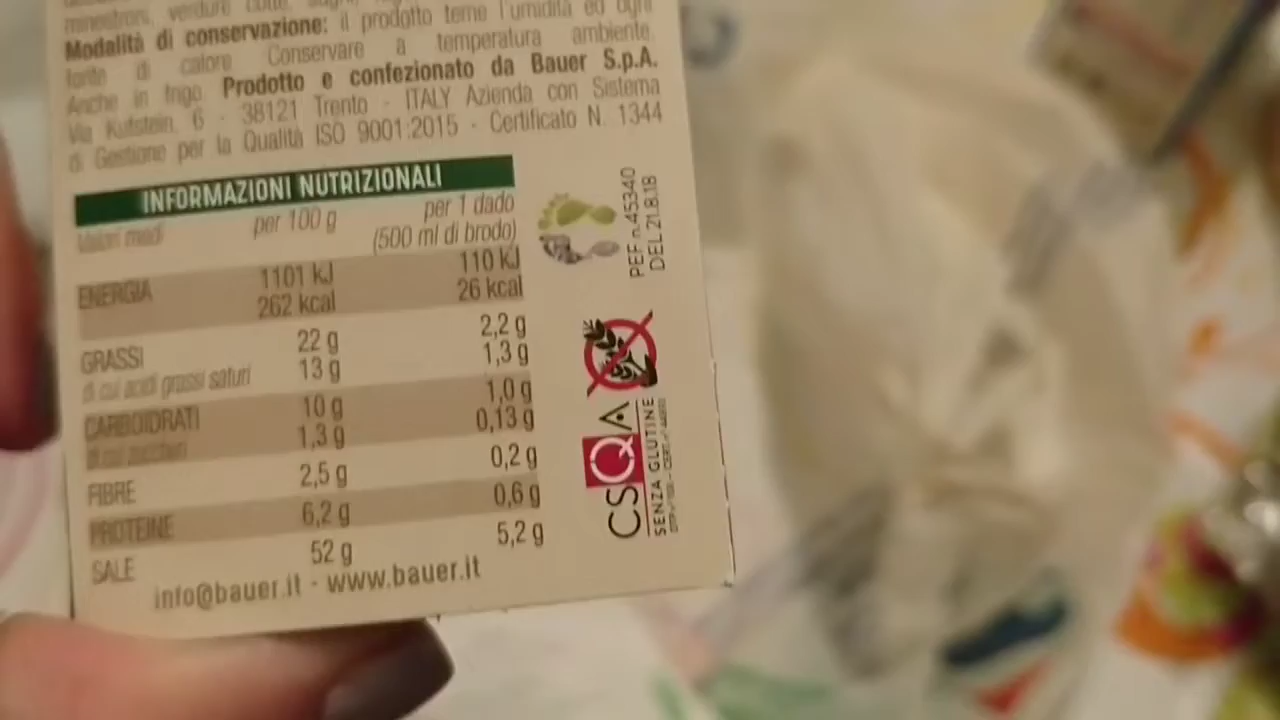 minestroni, verdure cotte, sughi,
Modalità di conservazione: il prodotto teme l'umidità ed ogni
fonte di calore. Conservare a temperatura ambiente.
Anche in frigo. Prodotto e confezionato da Bauer S.p.A.
Via Kufstein, 6 - 38121 Trento - ITALY Azienda con Sistema
di Gestione per la Qualità ISO 9001:2015 - Certificato N. 1344
INFORMAZIONI NUTRIZIONALI
Valori medi per 100 g per 1 dado
(500 ml di brodo)
ENERGIA 1101 kJ 110 kJ
262 kcal 26 kcal
GRASSI 22 g 2,2 g
di cui acidi grassi saturi 13 g 1,3 g
CARBOIDRATI 10 g 1,0 g
di cui zuccheri 1,3 g 0,13 g
FIBRE 2,5 g 0,2 g
PROTEINE 6,2 g 0,6 g
SALE 52 g 5,2 g
info@bauer.it - www.bauer.it
PEF n.45340
DEL 21.8.18
CSQA
SENZA GLUTINE